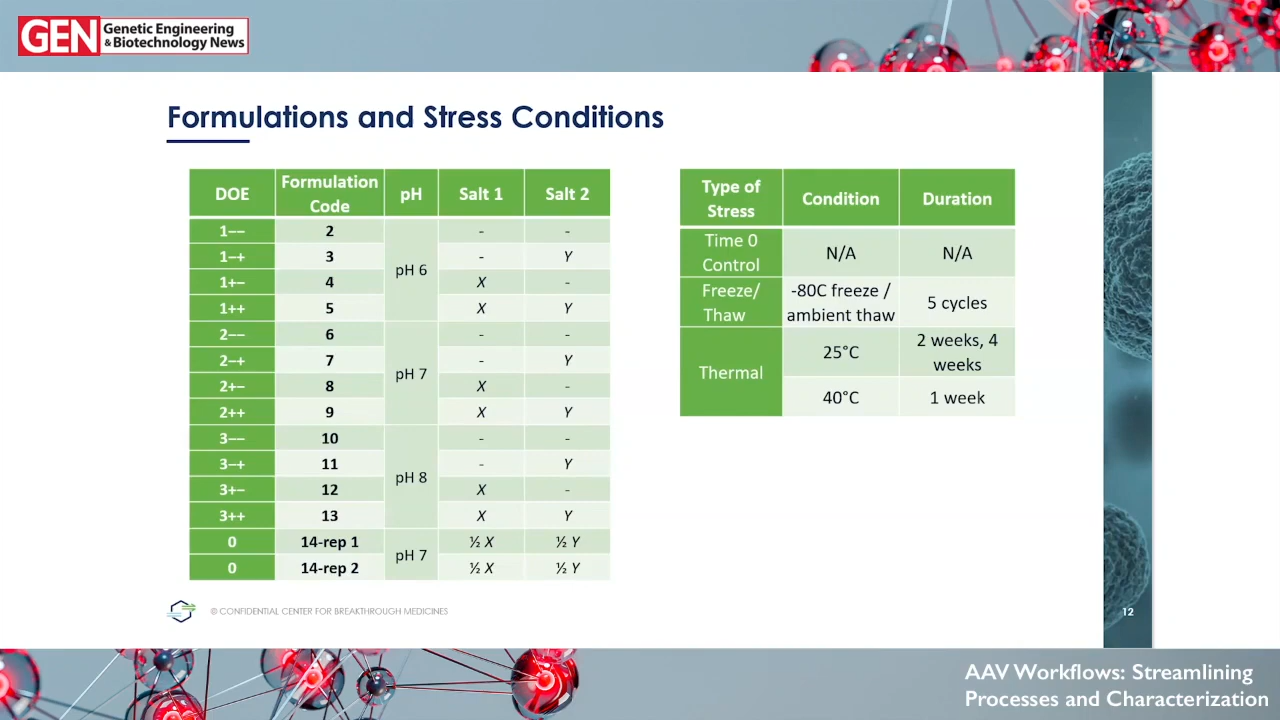 GEN Genetic Engineering
& Biotechnology News
Formulations and Stress Conditions
DOE Formulation Code pH Salt 1 Salt 2
1−− 2 pH 6 - -
1−+ 3 - Y
1+− 4 X -
1++ 5 X Y
2−− 6 pH 7 - -
2−+ 7 - Y
2+− 8 X -
2++ 9 X Y
3−− 10 pH 8 - -
3−+ 11 - Y
3+− 12 X -
3++ 13 X Y
0 14-rep 1 pH 7 ½ X ½ Y
0 14-rep 2 ½ X ½ Y
Type of Stress Condition Duration
Time 0 Control N/A N/A
Freeze/ Thaw -80C freeze / ambient thaw 5 cycles
Thermal 25°C 2 weeks, 4 weeks
40°C 1 week
© CONFIDENTIAL CENTER FOR BREAKTHROUGH MEDICINES
12
AAV Workflows: Streamlining
Processes and Characterization